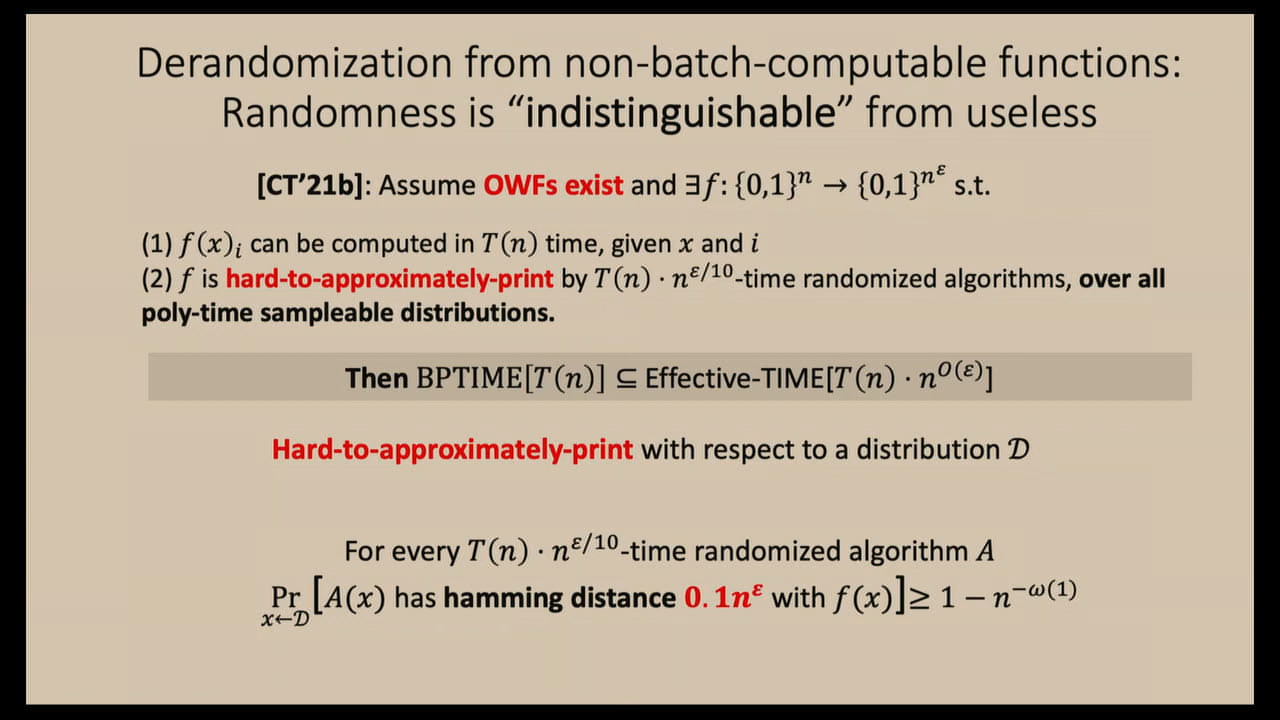 Derandomization from non-batch-computable functions:
Randomness is “indistinguishable” from useless
[CT’21b]: Assume OWFs exist and ∃f: {0,1}ⁿ → {0,1}^{n^ε} s.t.
(1) f(x)ᵢ can be computed in T(n) time, given x and i
(2) f is hard-to-approximately-print by T(n) · n^{ε/10}-time randomized algorithms, over all
poly-time sampleable distributions.
Then BPTIME[T(n)] ⊆ Effective-TIME[T(n) · n^{O(ε)}]
Hard-to-approximately-print with respect to a distribution 𝒟
For every T(n) · n^{ε/10}-time randomized algorithm A
Pr_{x←𝒟}[A(x) has hamming distance 0.1n^ε with f(x)] ≥ 1 − n^{−ω(1)}